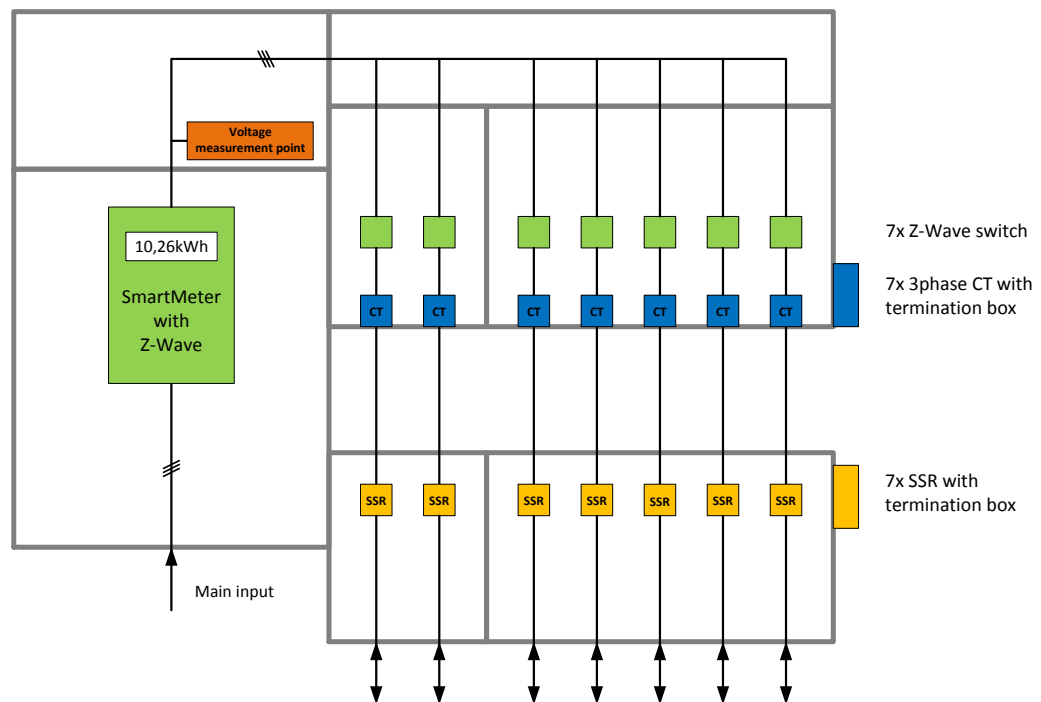 Voltage
measurement point
10,26kWh
SmartMeter
with
Z-Wave
7x Z-Wave switch
CT CT CT CT CT CT CT
7x 3phase CT with
termination box
SSR SSR SSR SSR SSR SSR SSR
7x SSR with
termination box
Main input